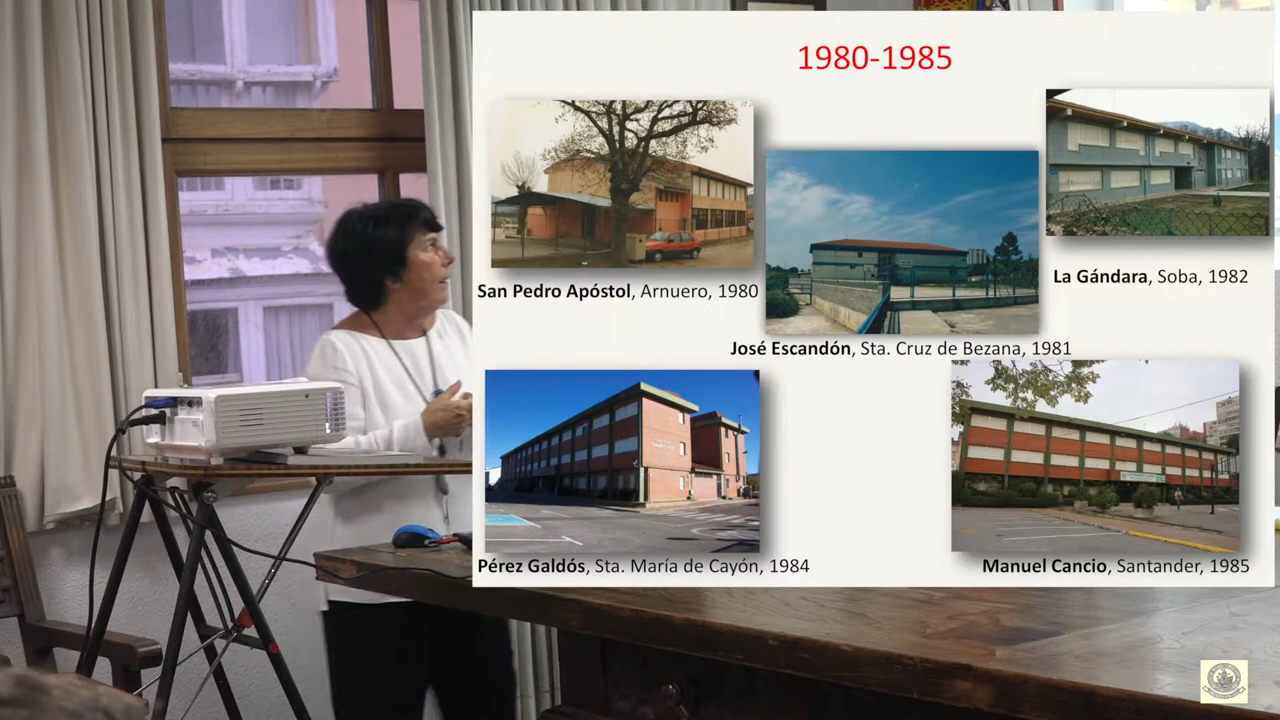 1980-1985
San Pedro Apóstol, Arnuero, 1980
La Gándara, Soba, 1982
José Escandón, Sta. Cruz de Bezana, 1981
Pérez Galdós, Sta. María de Cayón, 1984
Manuel Cancio, Santander, 1985